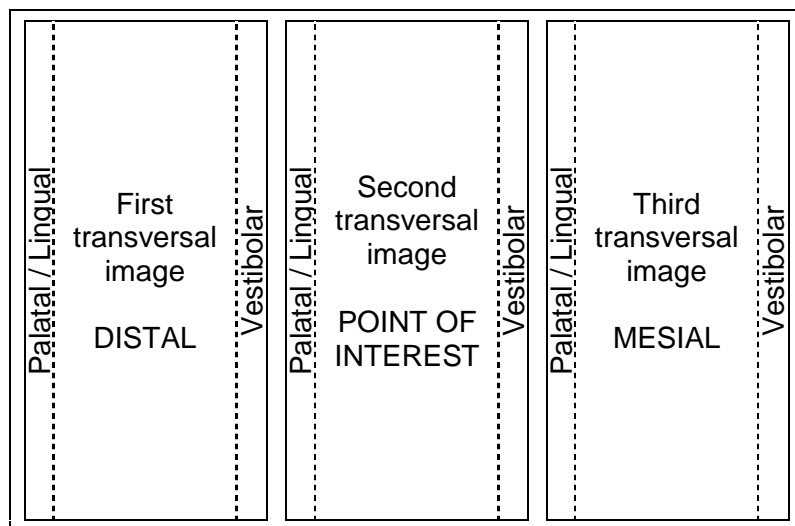 Palatal / Lingual
First
transversal
image
DISTAL
Vestibolar
Palatal / Lingual
Second
transversal
image
POINT OF
INTEREST
Vestibolar
Palatal / Lingual
Third
transversal
image
MESIAL
Vestibolar